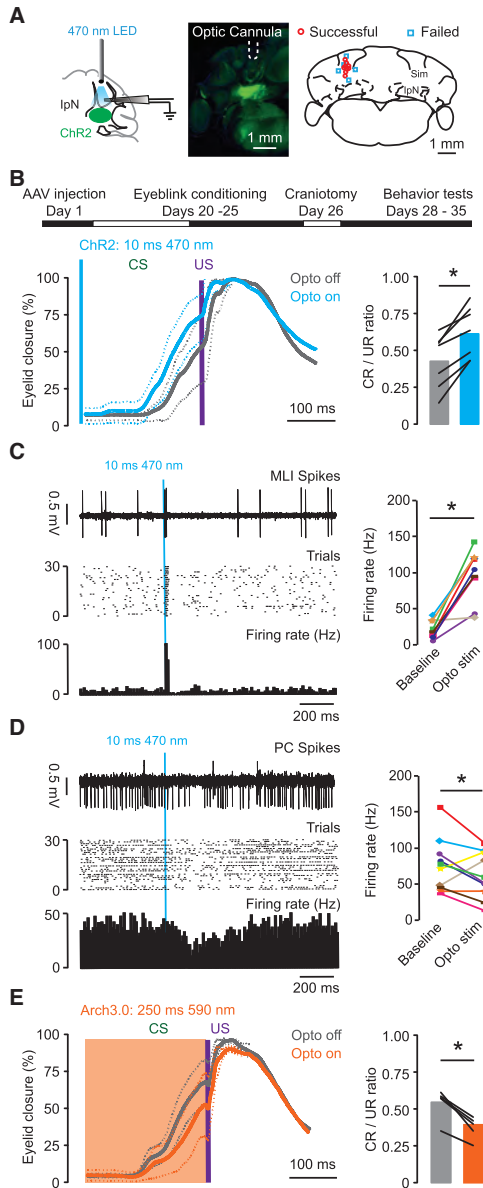 A
470 nm LED
IpN
ChR2
Optic Cannula
1 mm
Successful
Failed
Sim
IpN
1 mm
B
AAV injection
Day 1
Eyeblink conditioning
Days 20 -25
Craniotomy
Day 26
Behavior tests
Days 28 - 35
ChR2: 10 ms 470 nm
CS
US
Opto off
Opto on
Eyelid closure (%)
100
75
50
25
0
100 ms
CR / UR ratio
1.00
0.75
0.50
0.25
0
*
C
10 ms 470 nm
MLI Spikes
0.5 mV
Trials
30
0
Firing rate (Hz)
100
0
200 ms
Firing rate (Hz)
200
150
100
50
0
*
Baseline
Opto stim
D
10 ms 470 nm
PC Spikes
0.5 mV
Trials
30
0
Firing rate (Hz)
50
0
200 ms
Firing rate (Hz)
200
150
100
50
0
*
Baseline
Opto stim
E
Arch3.0: 250 ms 590 nm
CS
US
Opto off
Opto on
Eyelid closure (%)
100
75
50
25
0
100 ms
CR / UR ratio
1.00
0.75
0.50
0.25
0
*